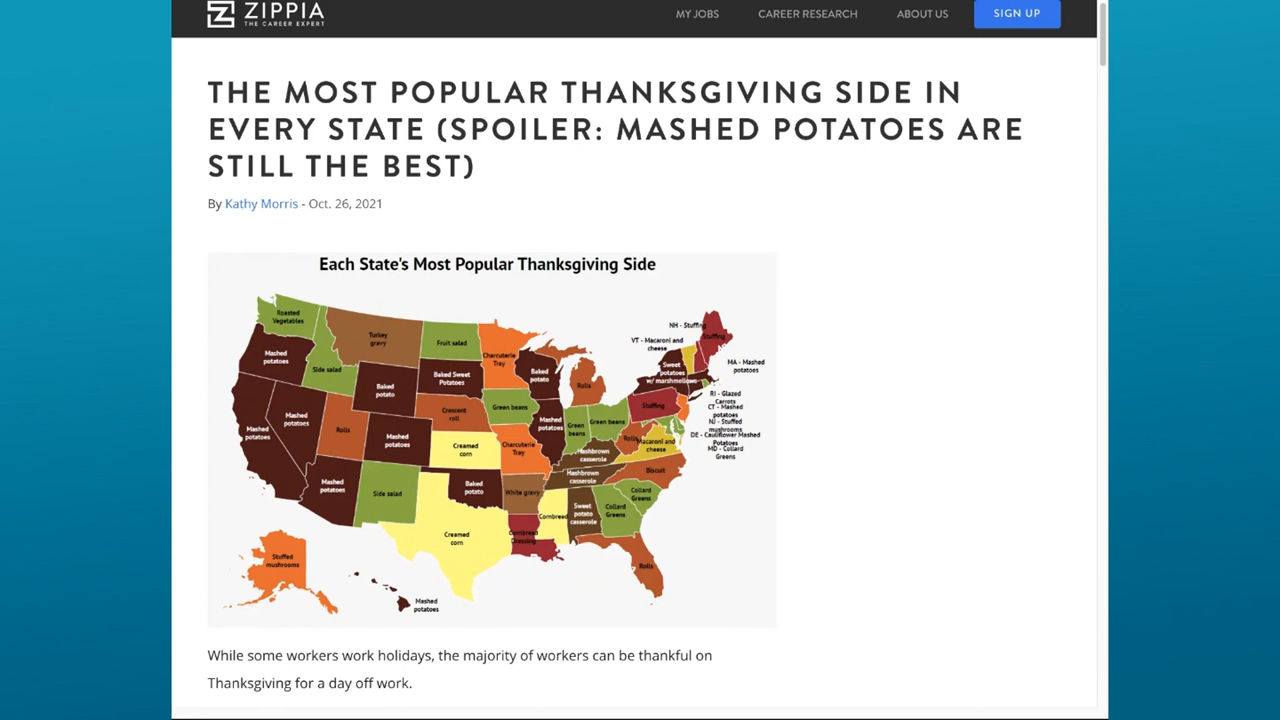 ZIPPIA
THE CAREER EXPERT
MY JOBS
CAREER RESEARCH
ABOUT US
SIGN UP
THE MOST POPULAR THANKSGIVING SIDE IN
EVERY STATE (SPOILER: MASHED POTATOES ARE
STILL THE BEST)
By Kathy Morris - Oct. 26, 2021
Each State's Most Popular Thanksgiving Side
Roasted
Vegetables
Turkey
gravy
Fruit salad
Charcuterie
Tray
NH - Stuffing
Stuffing
VT - Macaroni and
cheese
Mashed
potatoes
Side salad
Baked
potato
Baked Sweet
Potatoes
Baked
potato
Rolls
Sweet
potatoes
w/ marshmellows
MA - Mashed
potatoes
RI - Glazed
Carrots
CT - Mashed
potatoes
NJ - Stuffed
mushrooms
DE - Cauliflower Mashed
Potatoes
MD - Collard
Greens
Mashed
potatoes
Mashed
potatoes
Rolls
Mashed
potatoes
Crescent
roll
Green beans
Creamed
corn
Charcuterie
Tray
Mashed
potatoes
Green
beans
Green beans
Stuffing
Rolls
Macaroni and
cheese
Hashbrown
casserole
Hashbrown
casserole
Biscuit
Mashed
potatoes
Side salad
Baked
potato
White gravy
Creamed
corn
Cornbread
Dressing
Cornbread
Sweet
potato
casserole
Collard
Greens
Collard
Greens
Rolls
Stuffed
mushrooms
Mashed
potatoes
While some workers work holidays, the majority of workers can be thankful on
Thanksgiving for a day off work.